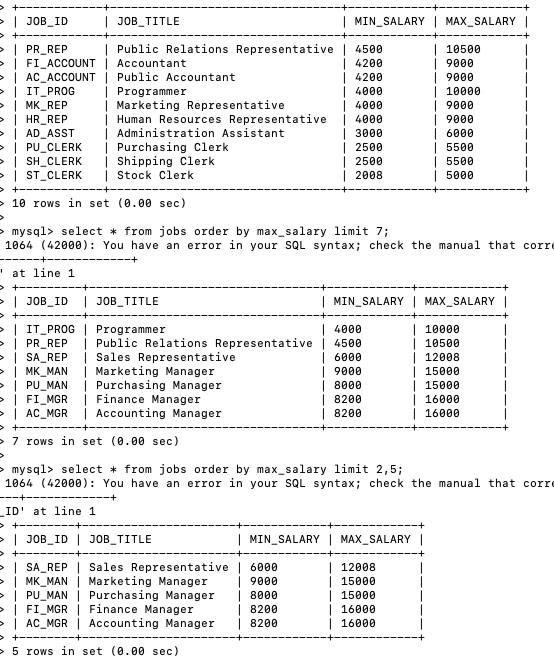 > +-----------+---------------------------------+------------+------------+
> | JOB_ID | JOB_TITLE | MIN_SALARY | MAX_SALARY |
> +-----------+---------------------------------+------------+------------+
> | PR_REP | Public Relations Representative | 4500 | 10500 |
> | FI_ACCOUNT | Accountant | 4200 | 9000 |
> | AC_ACCOUNT | Public Accountant | 4200 | 9000 |
> | IT_PROG | Programmer | 4000 | 10000 |
> | MK_REP | Marketing Representative | 4000 | 9000 |
> | HR_REP | Human Resources Representative | 4000 | 9000 |
> | AD_ASST | Administration Assistant | 3000 | 6000 |
> | PU_CLERK | Purchasing Clerk | 2500 | 5500 |
> | SH_CLERK | Shipping Clerk | 2500 | 5500 |
> | ST_CLERK | Stock Clerk | 2008 | 5000 |
> +-----------+---------------------------------+------------+------------+
> 10 rows in set (0.00 sec)
>
> mysql> select * from jobs order by max_salary limit 7;
1064 (42000): You have an error in your SQL syntax; check the manual that corre
------+------------+
' at line 1
> +---------+---------------------------------+------------+------------+
> | JOB_ID | JOB_TITLE | MIN_SALARY | MAX_SALARY |
> +---------+---------------------------------+------------+------------+
> | IT_PROG | Programmer | 4000 | 10000 |
> | PR_REP | Public Relations Representative | 4500 | 10500 |
> | SA_REP | Sales Representative | 6000 | 12008 |
> | MK_MAN | Marketing Manager | 9000 | 15000 |
> | PU_MAN | Purchasing Manager | 8000 | 15000 |
> | FI_MGR | Finance Manager | 8200 | 16000 |
> | AC_MGR | Accounting Manager | 8200 | 16000 |
> +---------+---------------------------------+------------+------------+
> 7 rows in set (0.00 sec)
>
> mysql> select * from jobs order by max_salary limit 2,5;
1064 (42000): You have an error in your SQL syntax; check the manual that corre
---+------------+
_ID' at line 1
> +--------+----------------------+------------+------------+
> | JOB_ID | JOB_TITLE | MIN_SALARY | MAX_SALARY |
> +--------+----------------------+------------+------------+
> | SA_REP | Sales Representative | 6000 | 12008 |
> | MK_MAN | Marketing Manager | 9000 | 15000 |
> | PU_MAN | Purchasing Manager | 8000 | 15000 |
> | FI_MGR | Finance Manager | 8200 | 16000 |
> | AC_MGR | Accounting Manager | 8200 | 16000 |
> +--------+----------------------+------------+------------+
> 5 rows in set (0.00 sec)